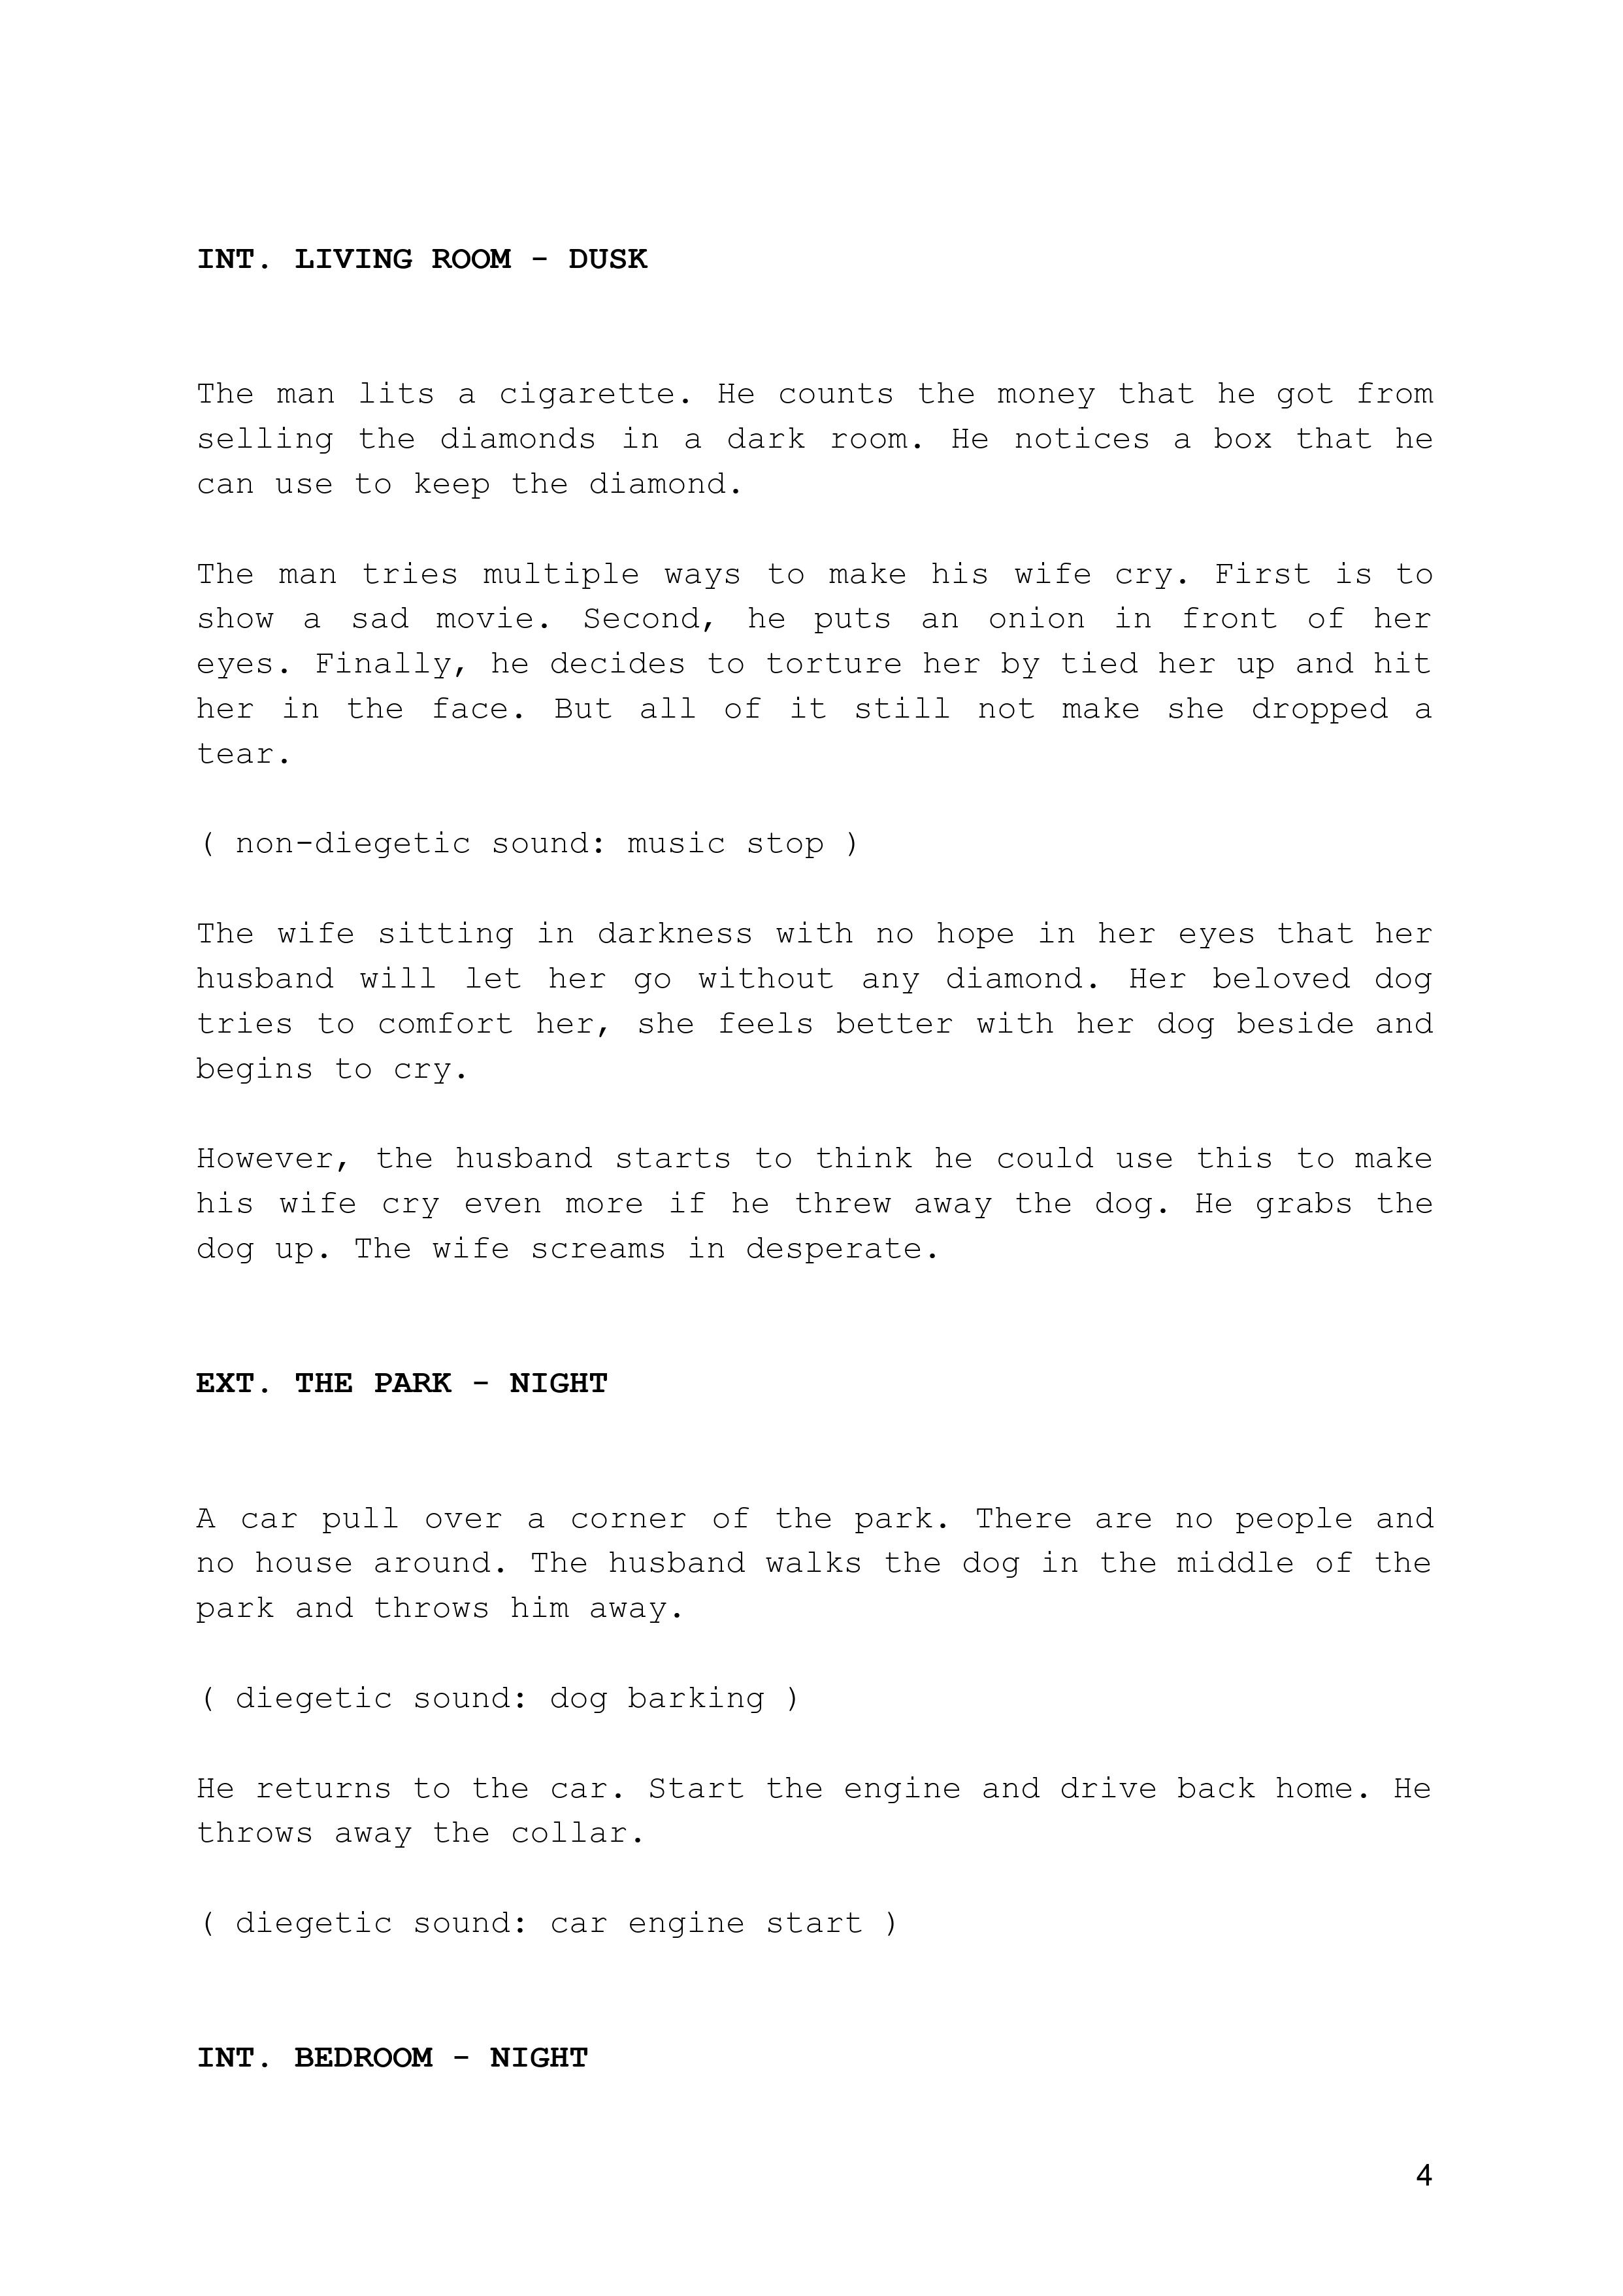 INT. LIVING ROOM - DUSK
The man lits a cigarette. He counts the money that he got from
selling the diamonds in a dark room. He notices a box that he
can use to keep the diamond.
The man tries multiple ways to make his wife cry. First is to
show a sad movie. Second, he puts an onion in front of her
eyes. Finally, he decides to torture her by tied her up and hit
her in the face. But all of it still not make she dropped a
tear.
( non-diegetic sound: music stop )
The wife sitting in darkness with no hope in her eyes that her
husband will let her go without any diamond. Her beloved dog
tries to comfort her, she feels better with her dog beside and
begins to cry.
However, the husband starts to think he could use this to make
his wife cry even more if he threw away the dog. He grabs the
dog up. The wife screams in desperate.
EXT. THE PARK - NIGHT
A car pull over a corner of the park. There are no people and
no house around. The husband walks the dog in the middle of the
park and throws him away.
( diegetic sound: dog barking )
He returns to the car. Start the engine and drive back home. He
throws away the collar.
( diegetic sound: car engine start )
INT. BEDROOM - NIGHT
4